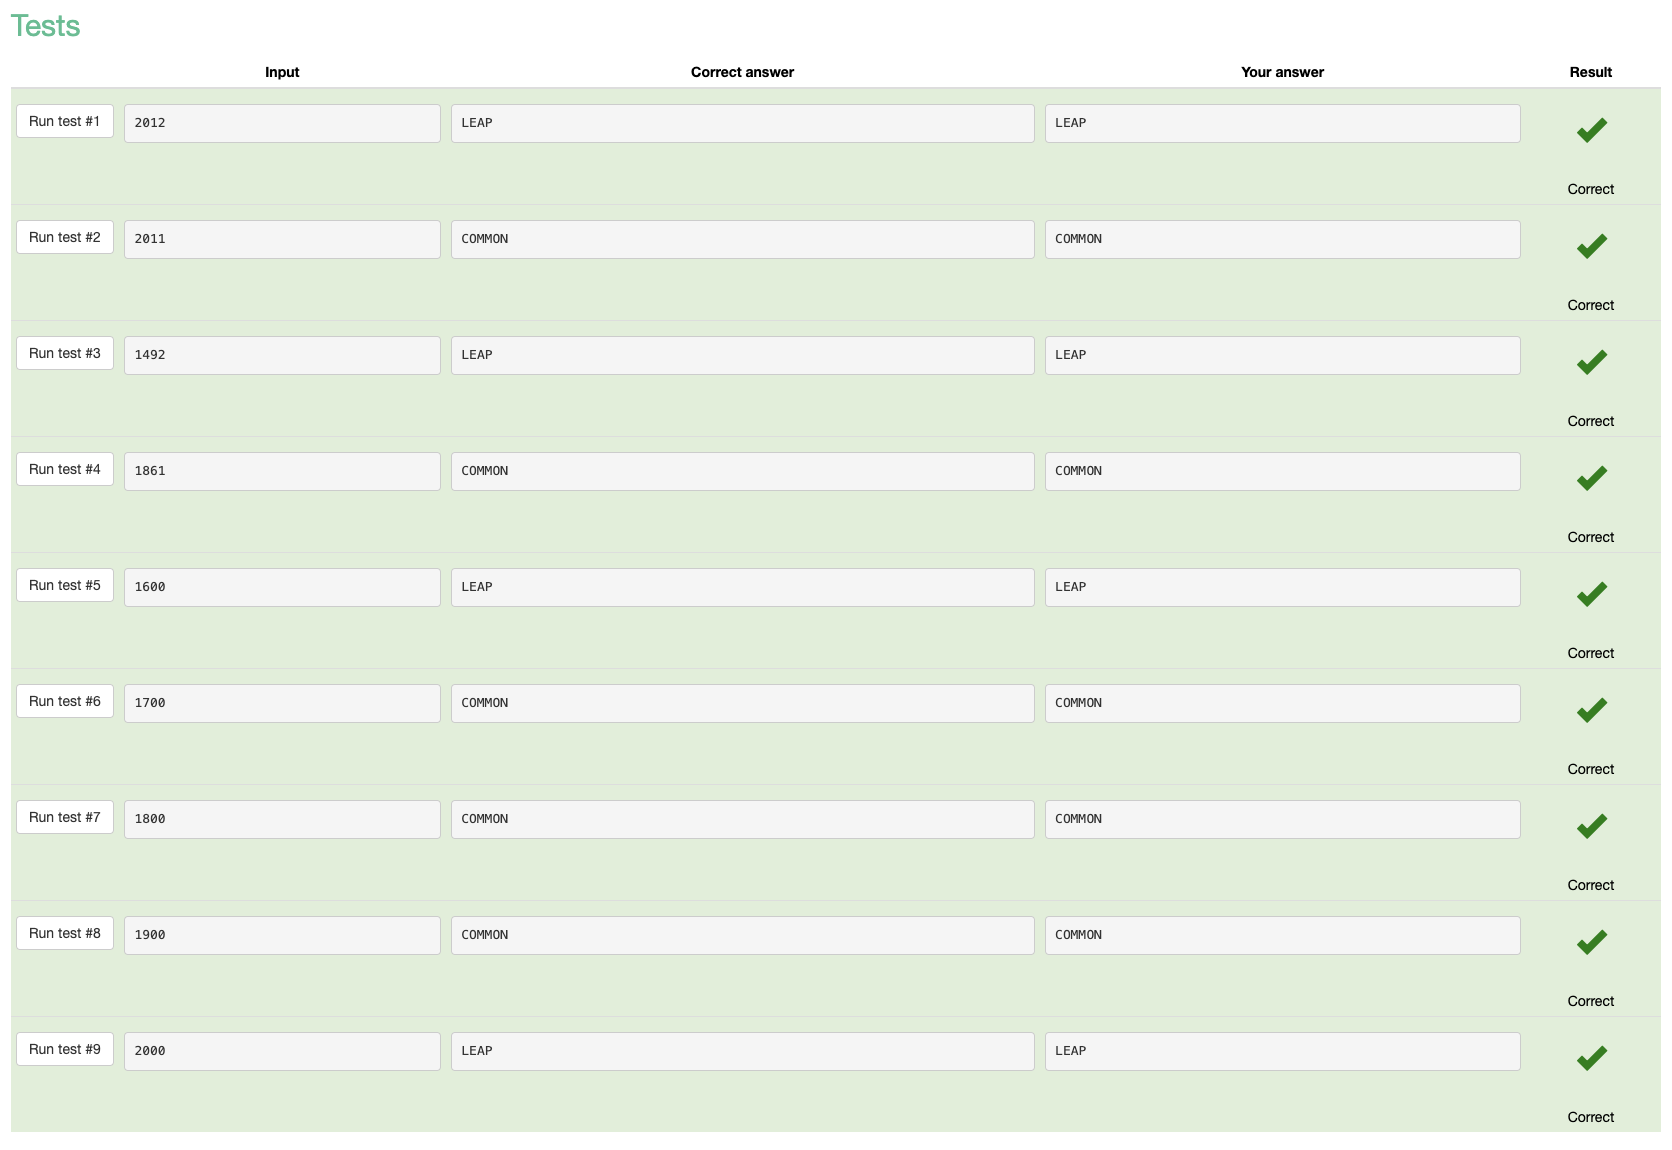 Tests
Input Correct answer Your answer Result
Run test #1 2012 LEAP LEAP
Correct
Run test #2 2011 COMMON COMMON
Correct
Run test #3 1492 LEAP LEAP
Correct
Run test #4 1861 COMMON COMMON
Correct
Run test #5 1600 LEAP LEAP
Correct
Run test #6 1700 COMMON COMMON
Correct
Run test #7 1800 COMMON COMMON
Correct
Run test #8 1900 COMMON COMMON
Correct
Run test #9 2000 LEAP LEAP
Correct